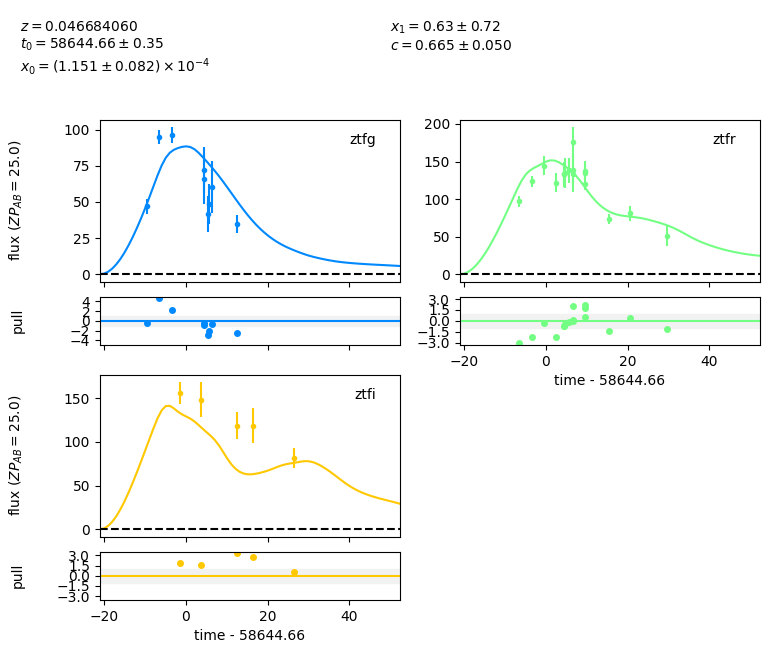 z = 0.046684060
t₀ = 58644.66 ± 0.35
x₀ = (1.151 ± 0.082) × 10⁻⁴
x₁ = 0.63 ± 0.72
c = 0.665 ± 0.050
ztfg
flux (ZP_AB = 25.0)
100
75
50
25
0
pull
4
2
0
−2
−4
ztfr
200
150
100
50
0
3.0
1.5
0.0
−1.5
−3.0
−20 0 20 40
time - 58644.66
ztfi
flux (ZP_AB = 25.0)
150
100
50
0
pull
3.0
1.5
0.0
−1.5
−3.0
−20 0 20 40
time - 58644.66